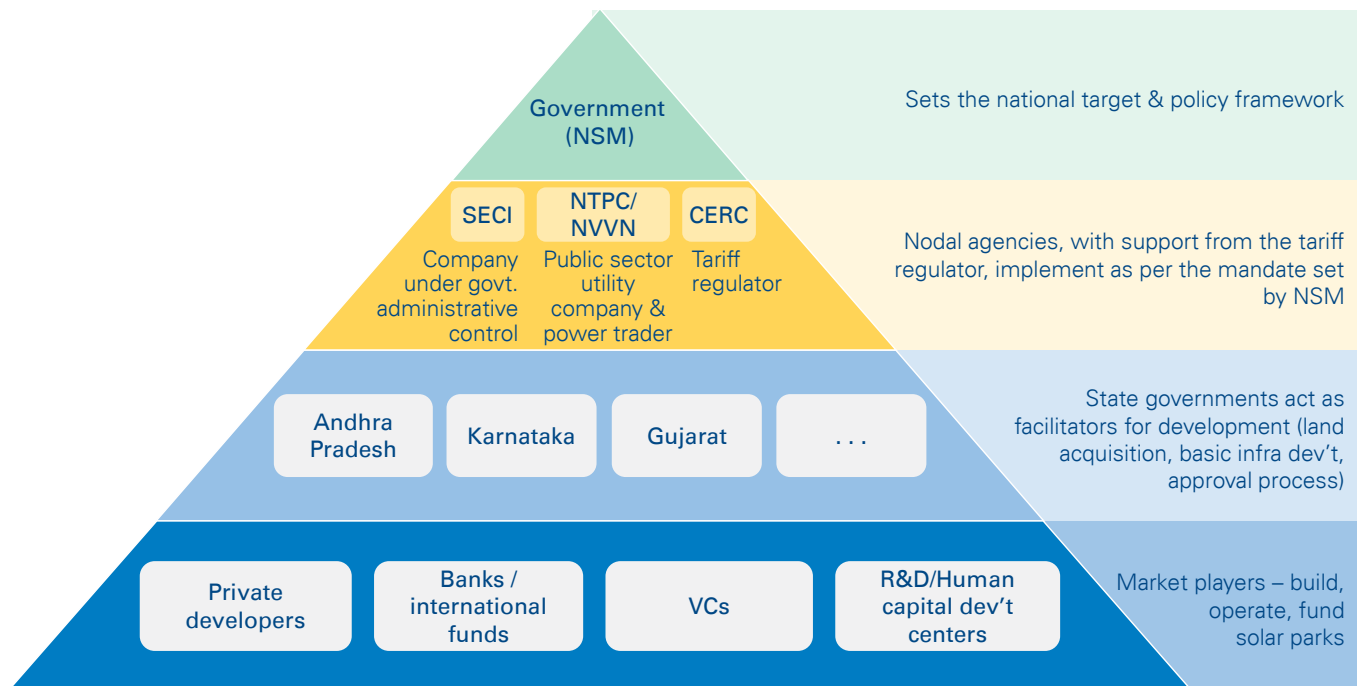 Government
(NSM)
Sets the national target & policy framework
SECI
Company
under govt.
administrative
control
NTPC/
NVVN
Public sector
utility
company &
power trader
CERC
Tariff
regulator
Nodal agencies, with support from the tariff
regulator, implement as per the mandate set
by NSM
Andhra
Pradesh
Karnataka
Gujarat
. . .
State governments act as
facilitators for development (land
acquisition, basic infra dev't,
approval process)
Private
developers
Banks /
international
funds
VCs
R&D/Human
capital dev't
centers
Market players – build,
operate, fund
solar parks